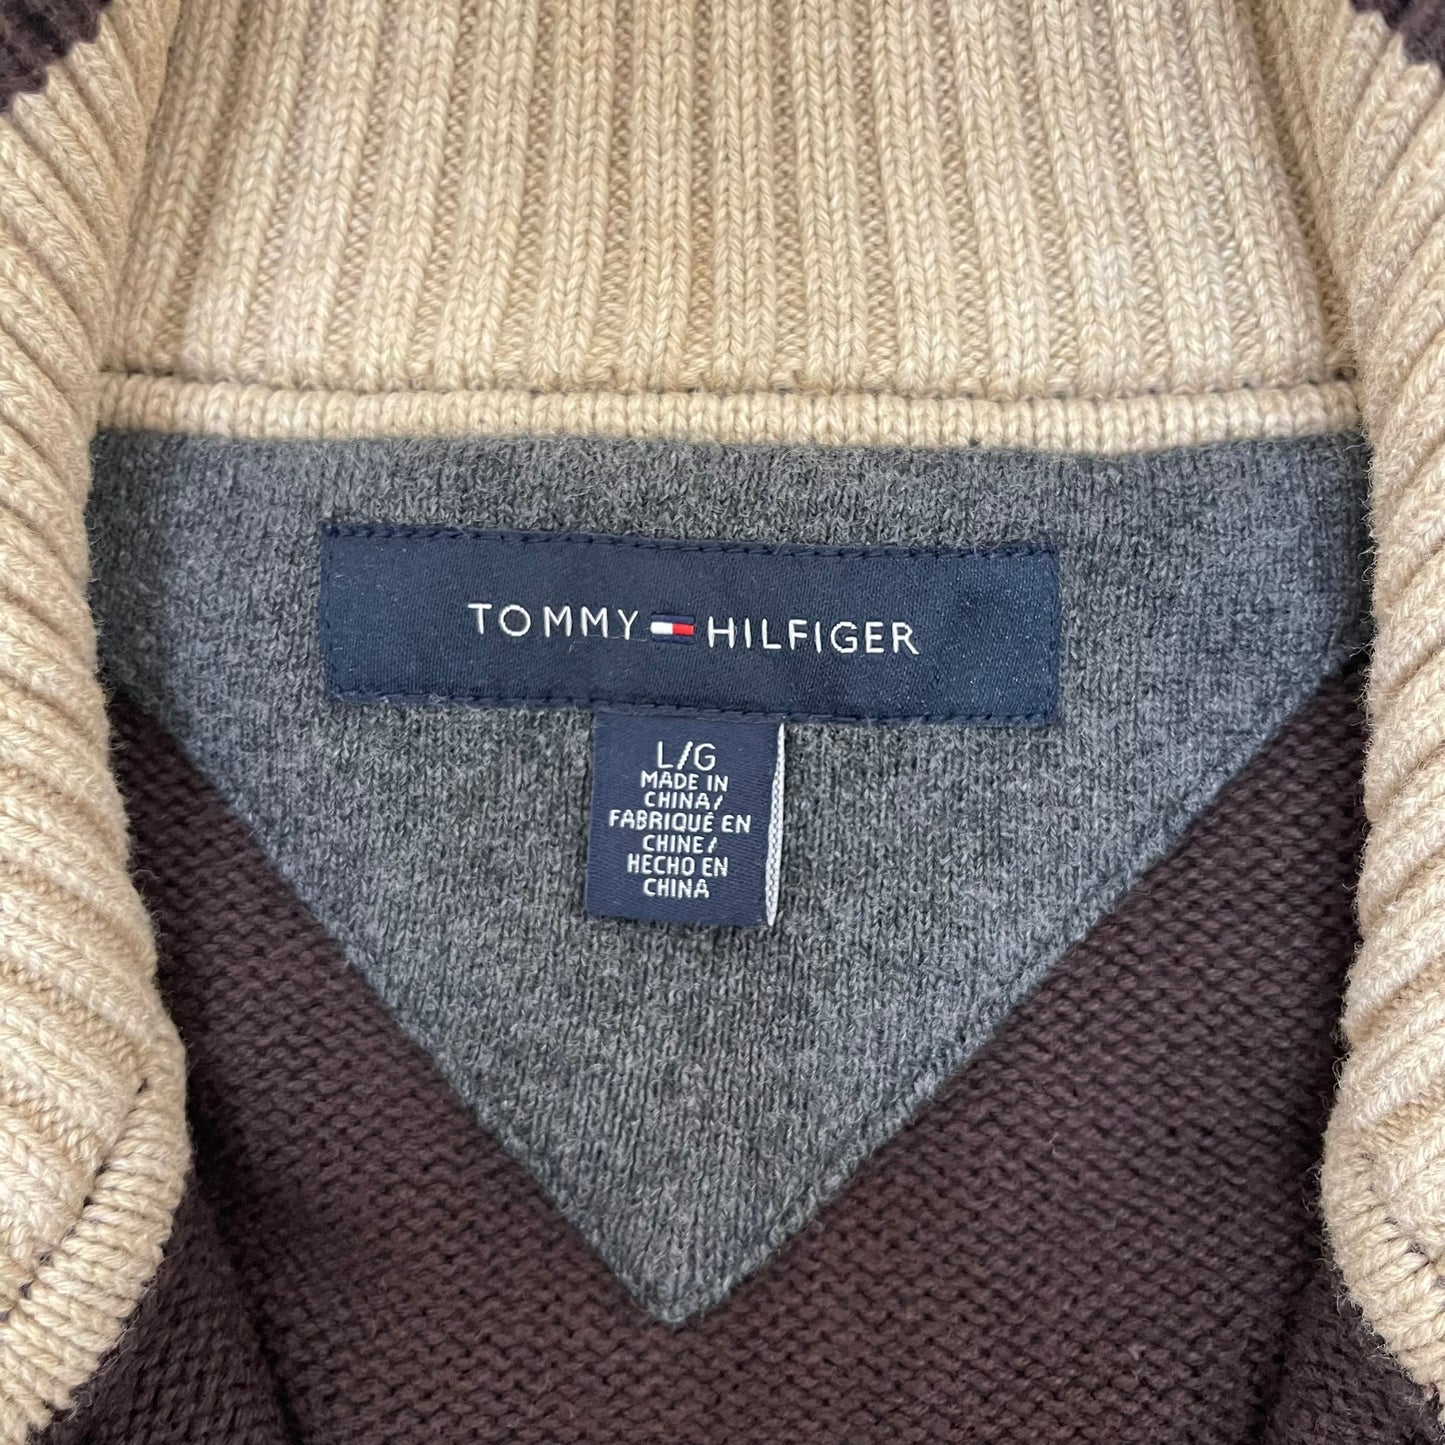 TOMMY HILFIGER
L/G
MADE IN
CHINA/
FABRIQUÉ EN
CHINE/
HECHO EN
CHINA